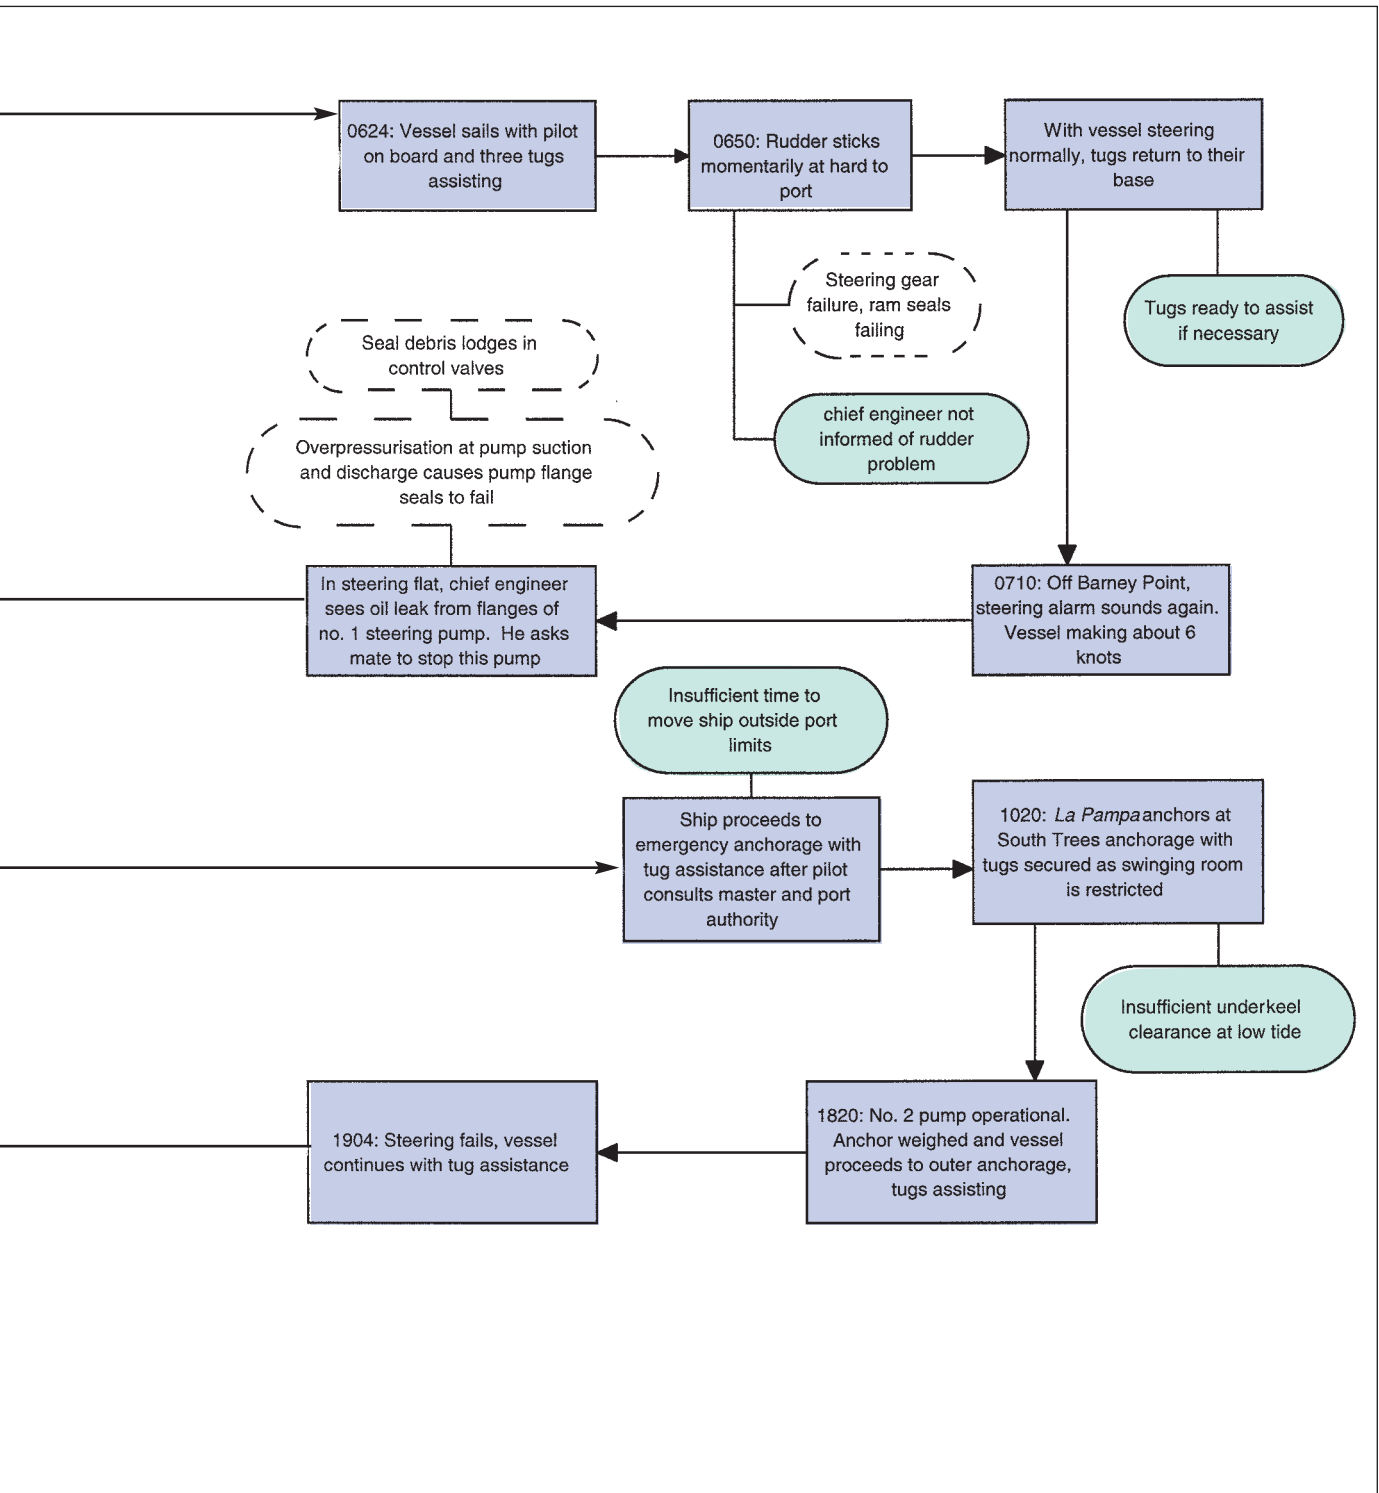 0624: Vessel sails with pilot
on board and three tugs
assisting
0650: Rudder sticks
momentarily at hard to
port
With vessel steering
normally, tugs return to their
base
Steering gear
failure, ram seals
failing
Tugs ready to assist
if necessary
Seal debris lodges in
control valves
chief engineer not
informed of rudder
problem
Overpressurisation at pump suction
and discharge causes pump flange
seals to fail
In steering flat, chief engineer
sees oil leak from flanges of
no. 1 steering pump. He asks
mate to stop this pump
0710: Off Barney Point,
steering alarm sounds again.
Vessel making about 6
knots
Insufficient time to
move ship outside port
limits
Ship proceeds to
emergency anchorage with
tug assistance after pilot
consults master and port
authority
1020: La Pampa anchors at
South Trees anchorage with
tugs secured as swinging room
is restricted
Insufficient underkeel
clearance at low tide
1904: Steering fails, vessel
continues with tug assistance
1820: No. 2 pump operational.
Anchor weighed and vessel
proceeds to outer anchorage,
tugs assisting